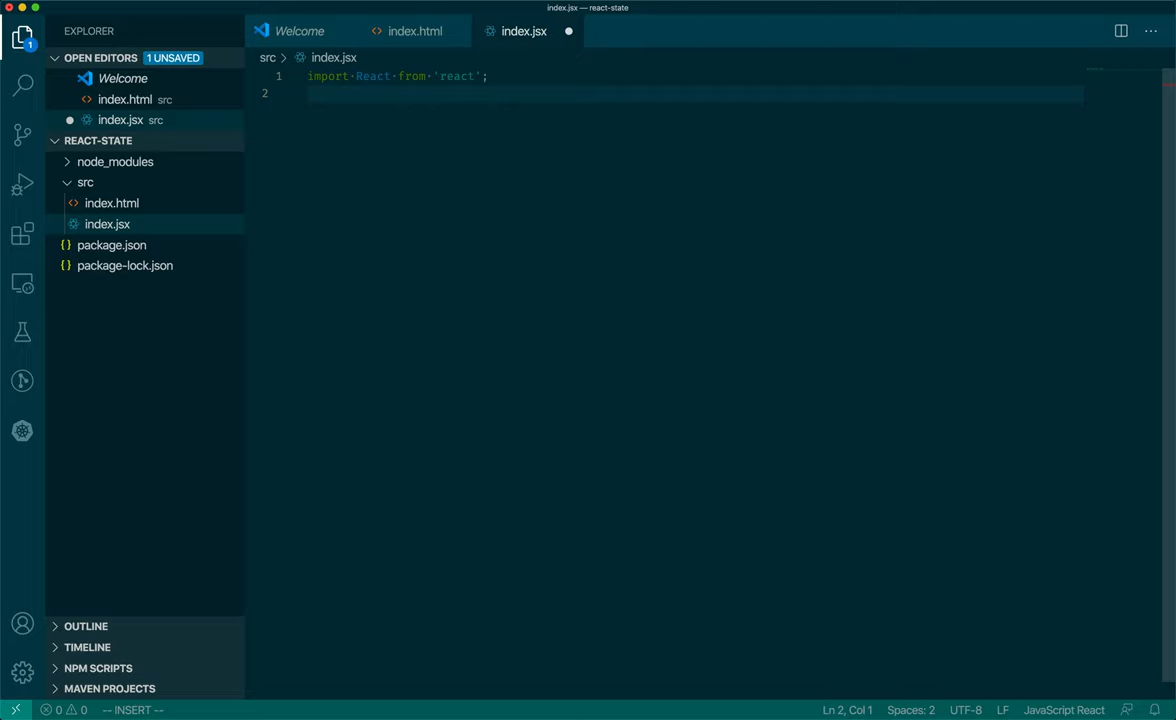 index.jsx — react-state
EXPLORER
OPEN EDITORS 1 UNSAVED
Welcome
index.html src
index.jsx src
REACT-STATE
node_modules
src
index.html
index.jsx
{} package.json
{} package-lock.json
OUTLINE
TIMELINE
NPM SCRIPTS
MAVEN PROJECTS
1
Welcome
index.html
index.jsx
src > index.jsx
1 import·React·from·'react';
2
0 0 -- INSERT --
Ln 2, Col 1 Spaces: 2 UTF-8 LF JavaScript React